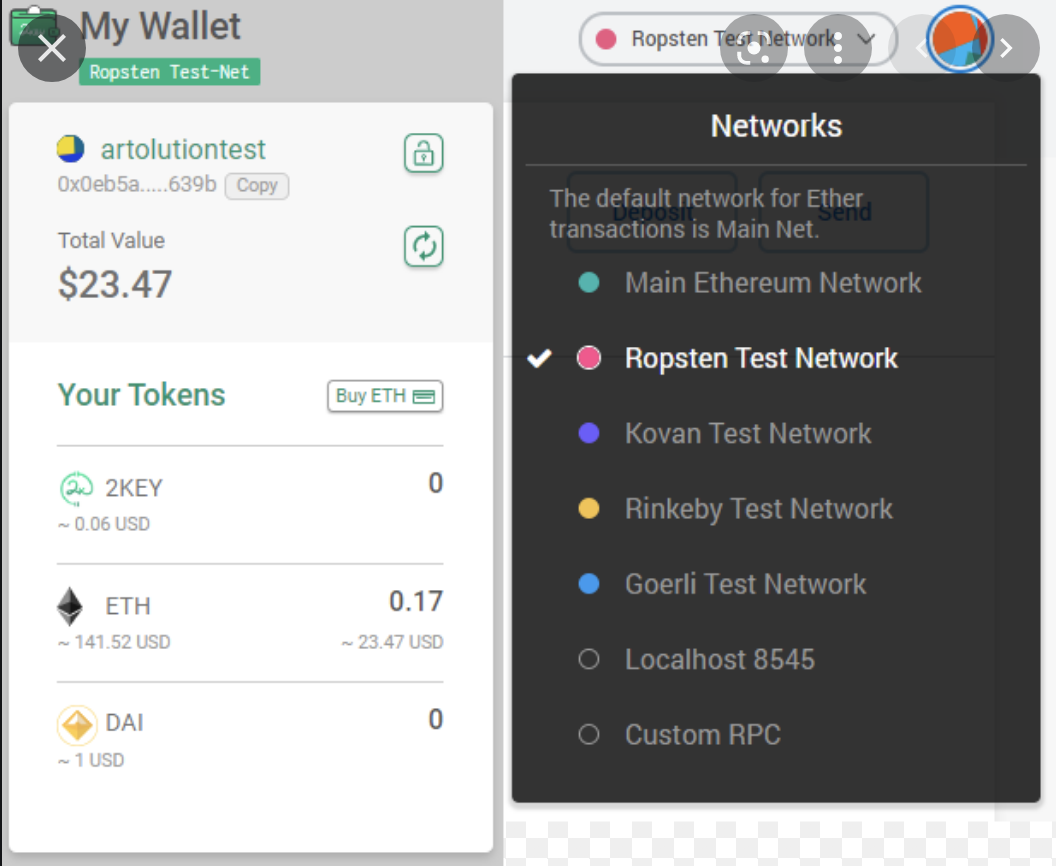 My Wallet
Ropsten Test-Net
artolutiontest
0x0eb5a.....639b Copy
Total Value
$23.47
Your Tokens
Buy ETH
2KEY 0
~ 0.06 USD
ETH 0.17
~ 141.52 USD ~ 23.47 USD
DAI 0
~ 1 USD
Ropsten Test Network
Networks
The default network for Ether
transactions is Main Net.
Deposit Send
Main Ethereum Network
Ropsten Test Network
Kovan Test Network
Rinkeby Test Network
Goerli Test Network
Localhost 8545
Custom RPC